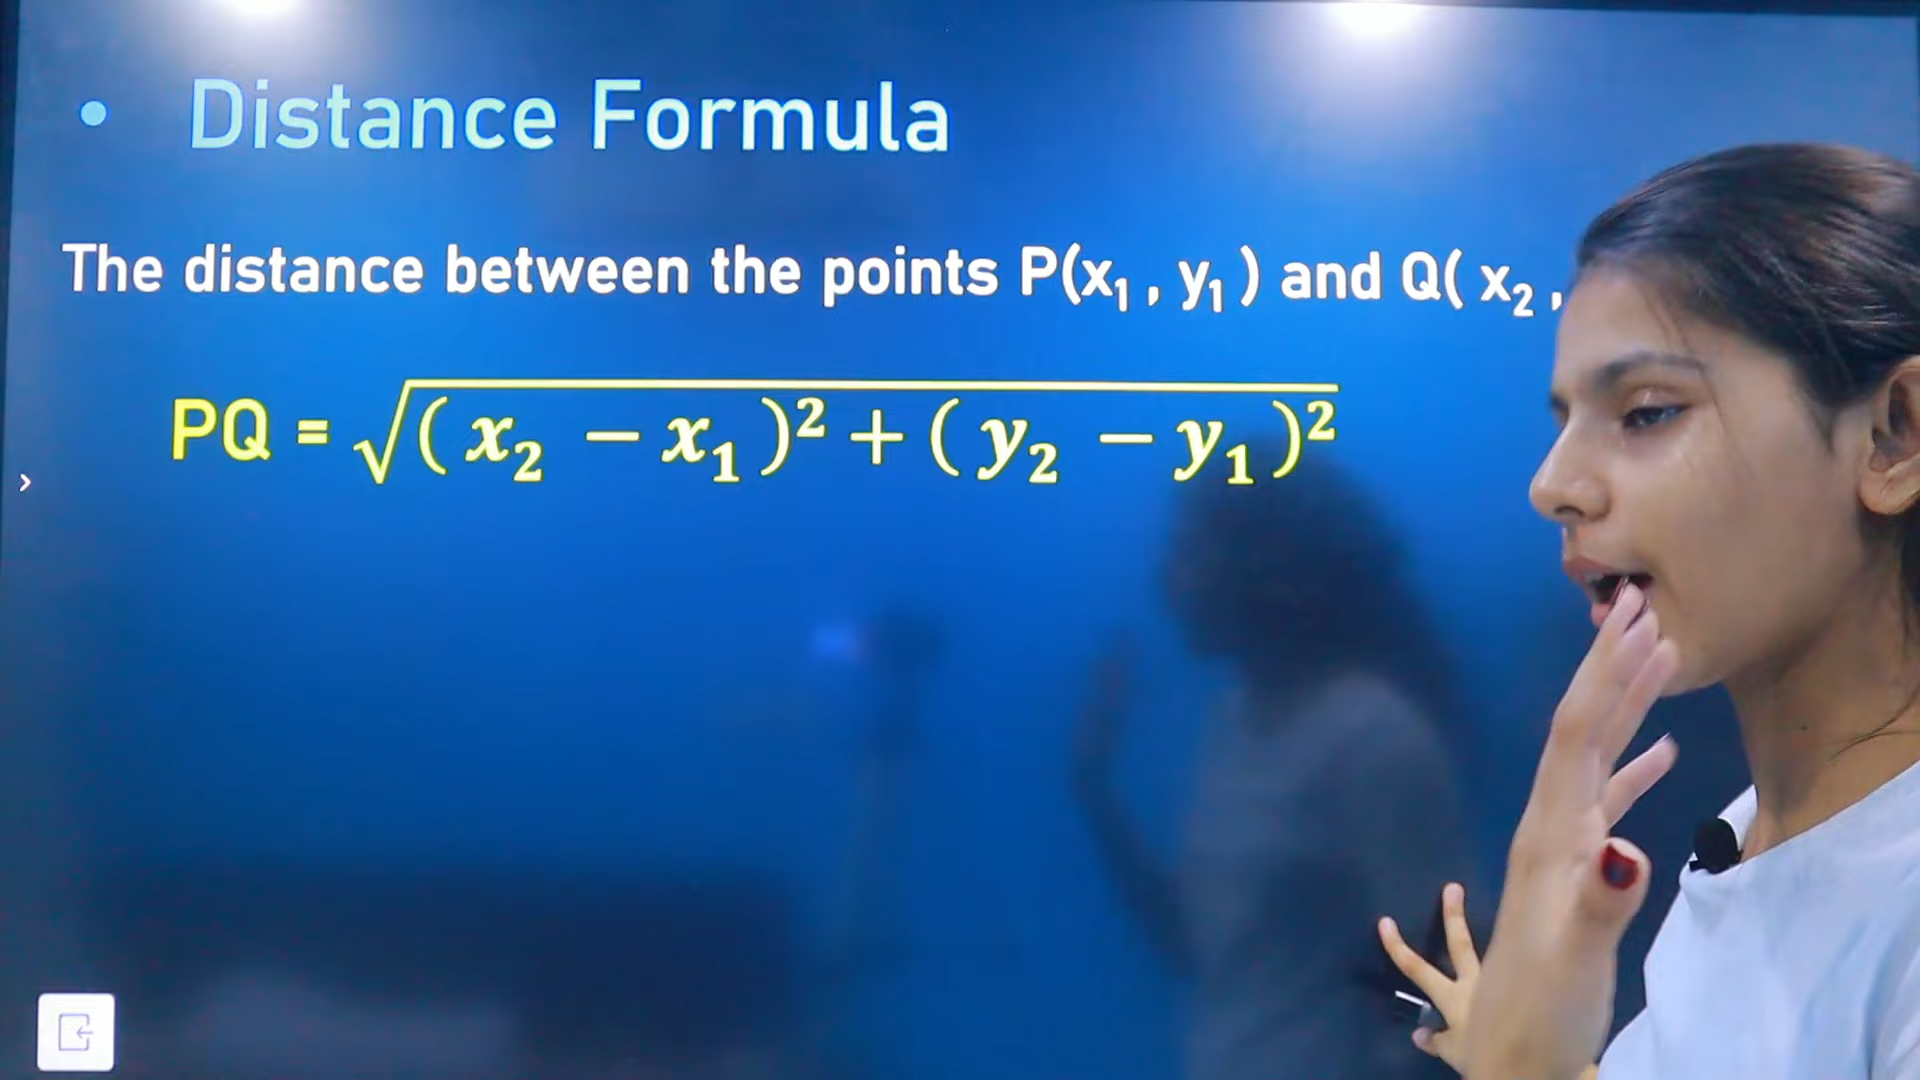 • Distance Formula
The distance between the points P(x₁ , y₁ ) and Q( x₂ ,
PQ = √( x₂ − x₁ )² + ( y₂ − y₁ )²